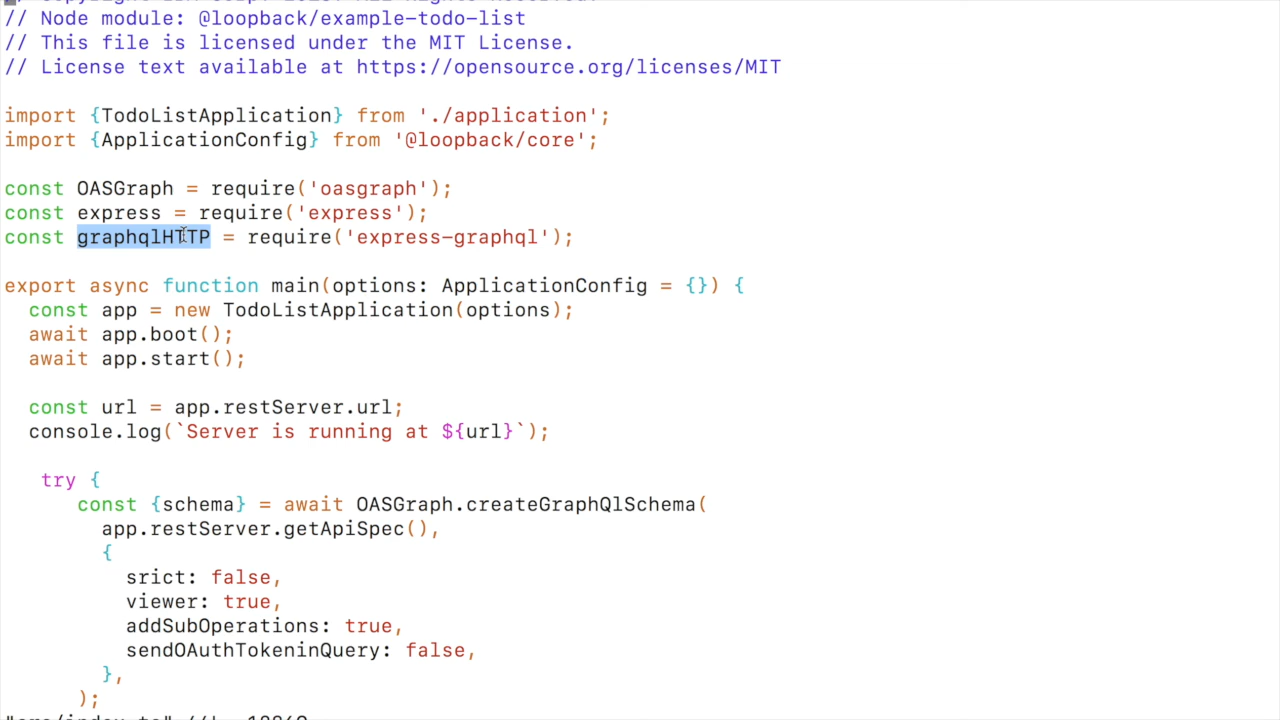 // Node module: @loopback/example-todo-list
// This file is licensed under the MIT License.
// License text available at https://opensource.org/licenses/MIT
import {TodoListApplication} from './application';
import {ApplicationConfig} from '@loopback/core';
const OASGraph = require('oasgraph');
const express = require('express');
const graphqlHTTP = require('express-graphql');
export async function main(options: ApplicationConfig = {}) {
const app = new TodoListApplication(options);
await app.boot();
await app.start();
const url = app.restServer.url;
console.log(`Server is running at ${url}`);
try {
const {schema} = await OASGraph.createGraphQlSchema(
app.restServer.getApiSpec(),
{
srict: false,
viewer: true,
addSubOperations: true,
sendOAuthTokeninQuery: false,
},
);